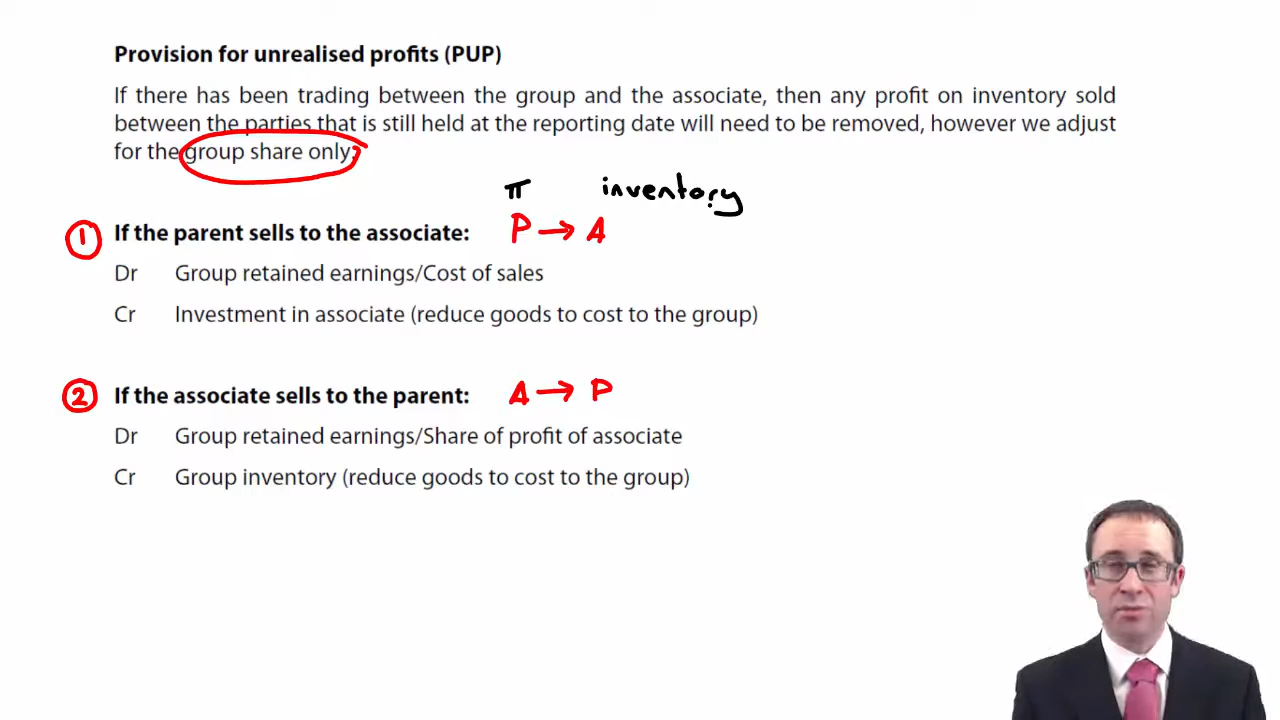 Provision for unrealised profits (PUP)
If there has been trading between the group and the associate, then any profit on inventory sold
between the parties that is still held at the reporting date will need to be removed, however we adjust
for the group share only.
π inventory
1 If the parent sells to the associate: P → A
Dr Group retained earnings/Cost of sales
Cr Investment in associate (reduce goods to cost to the group)
2 If the associate sells to the parent: A → P
Dr Group retained earnings/Share of profit of associate
Cr Group inventory (reduce goods to cost to the group)